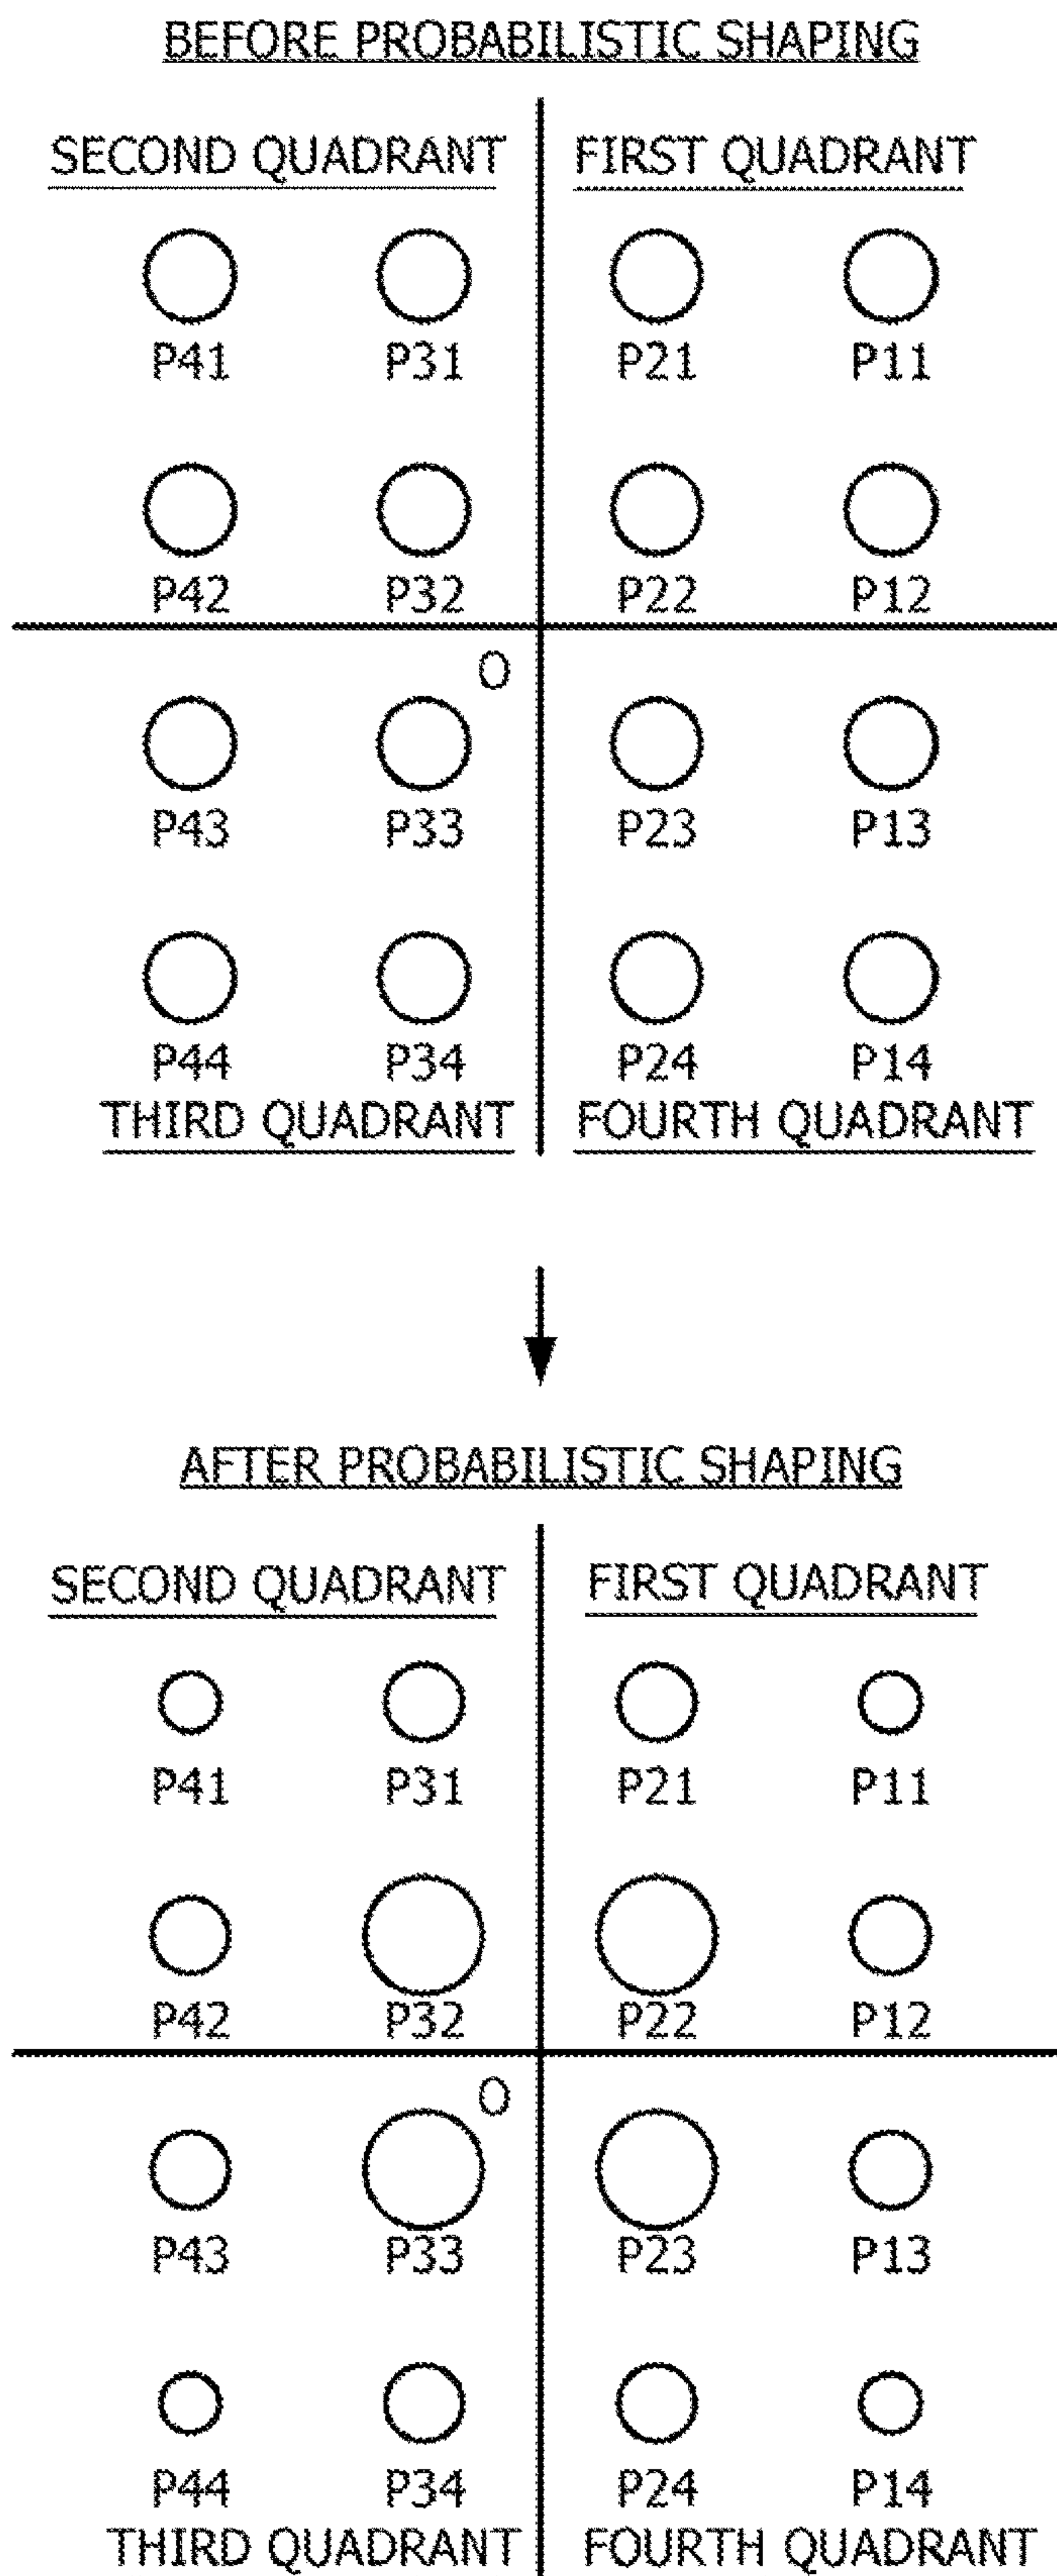 BEFORE PROBABILISTIC SHAPING
SECOND QUADRANT FIRST QUADRANT
P41 P31 P21 P11
P42 P32 P22 P12
O
P43 P33 P23 P13
P44 P34 P24 P14
THIRD QUADRANT FOURTH QUADRANT
AFTER PROBABILISTIC SHAPING
SECOND QUADRANT FIRST QUADRANT
P41 P31 P21 P11
P42 P32 P22 P12
O
P43 P33 P23 P13
P44 P34 P24 P14
THIRD QUADRANT FOURTH QUADRANT